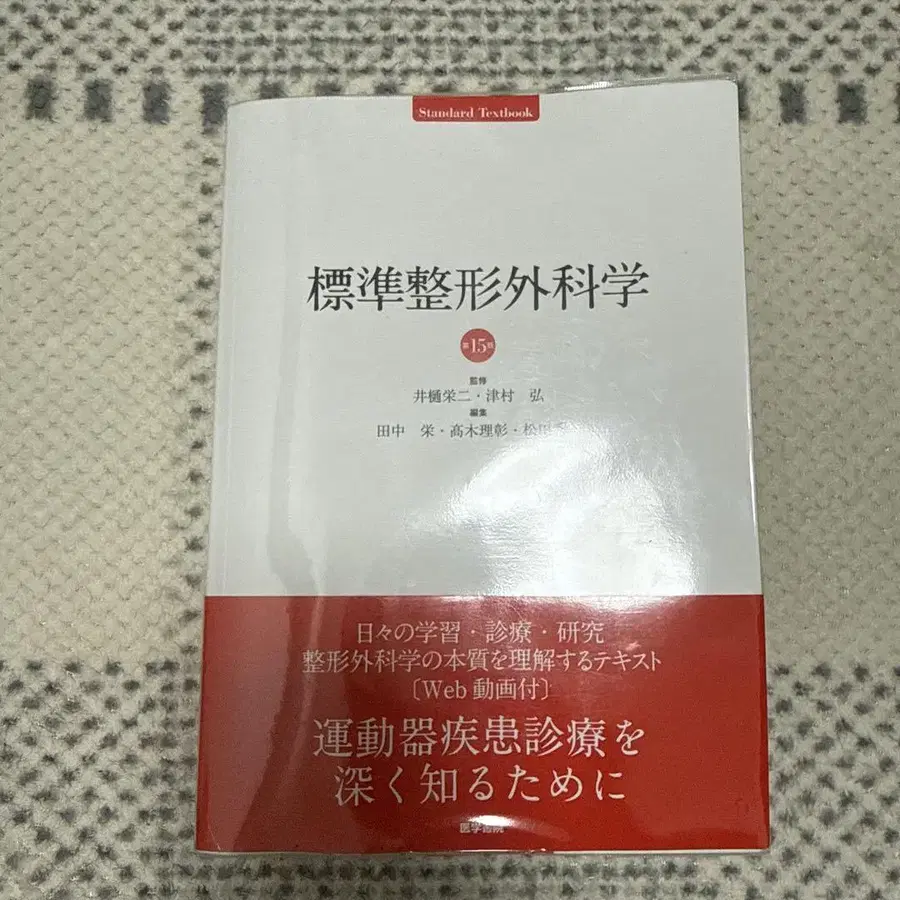 Standard Textbook
標準整形外科学
第15版
監修
井樋栄二・津村 弘
編集
田中 栄・高木理彰・松田
日々の学習・診療・研究
整形外科学の本質を理解するテキスト
〔Web動画付〕
運動器疾患診療を
深く知るために
医学書院